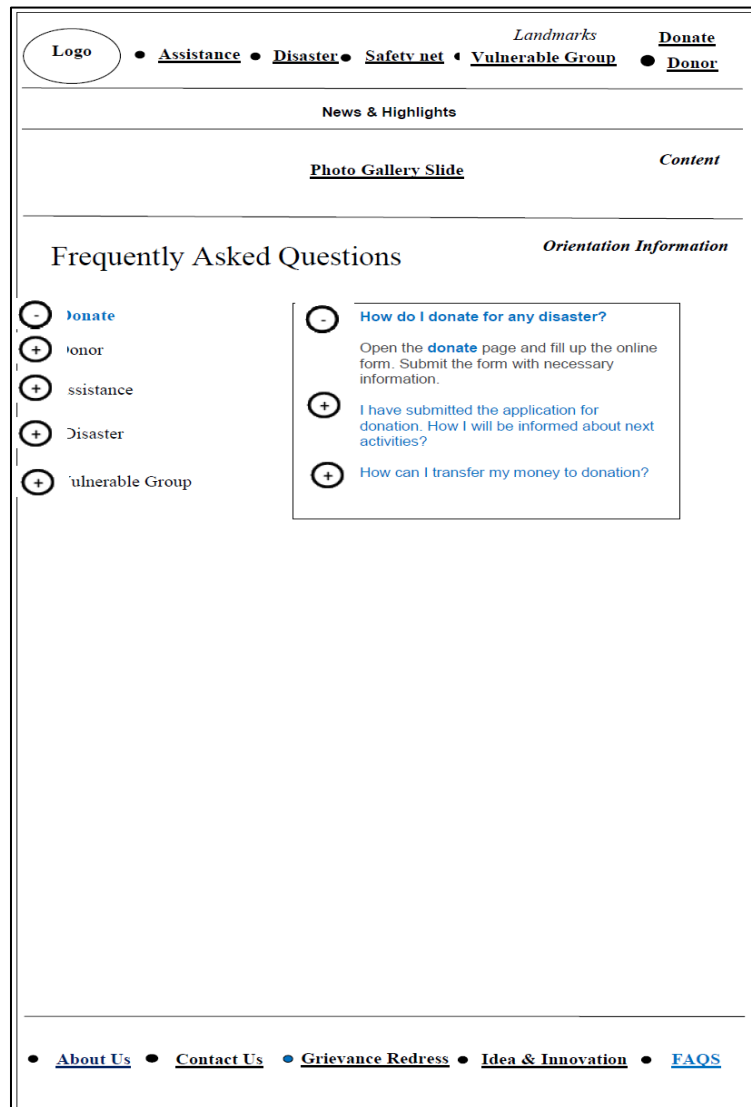 Landmarks
Donate
Logo
Assistance
Disaster
Safety net
Vulnerable Group
Donor
News & Highlights
Content
Photo Gallery Slide
Orientation Information
Frequently Asked Questions
- Donate
+ onor
+ ssistance
+ Disaster
+ ulnerable Group
- How do I donate for any disaster?
Open the donate page and fill up the online
form. Submit the form with necessary
information.
+ I have submitted the application for
donation. How I will be informed about next
activities?
+ How can I transfer my money to donation?
About Us
Contact Us
Grievance Redress
Idea & Innovation
FAQS